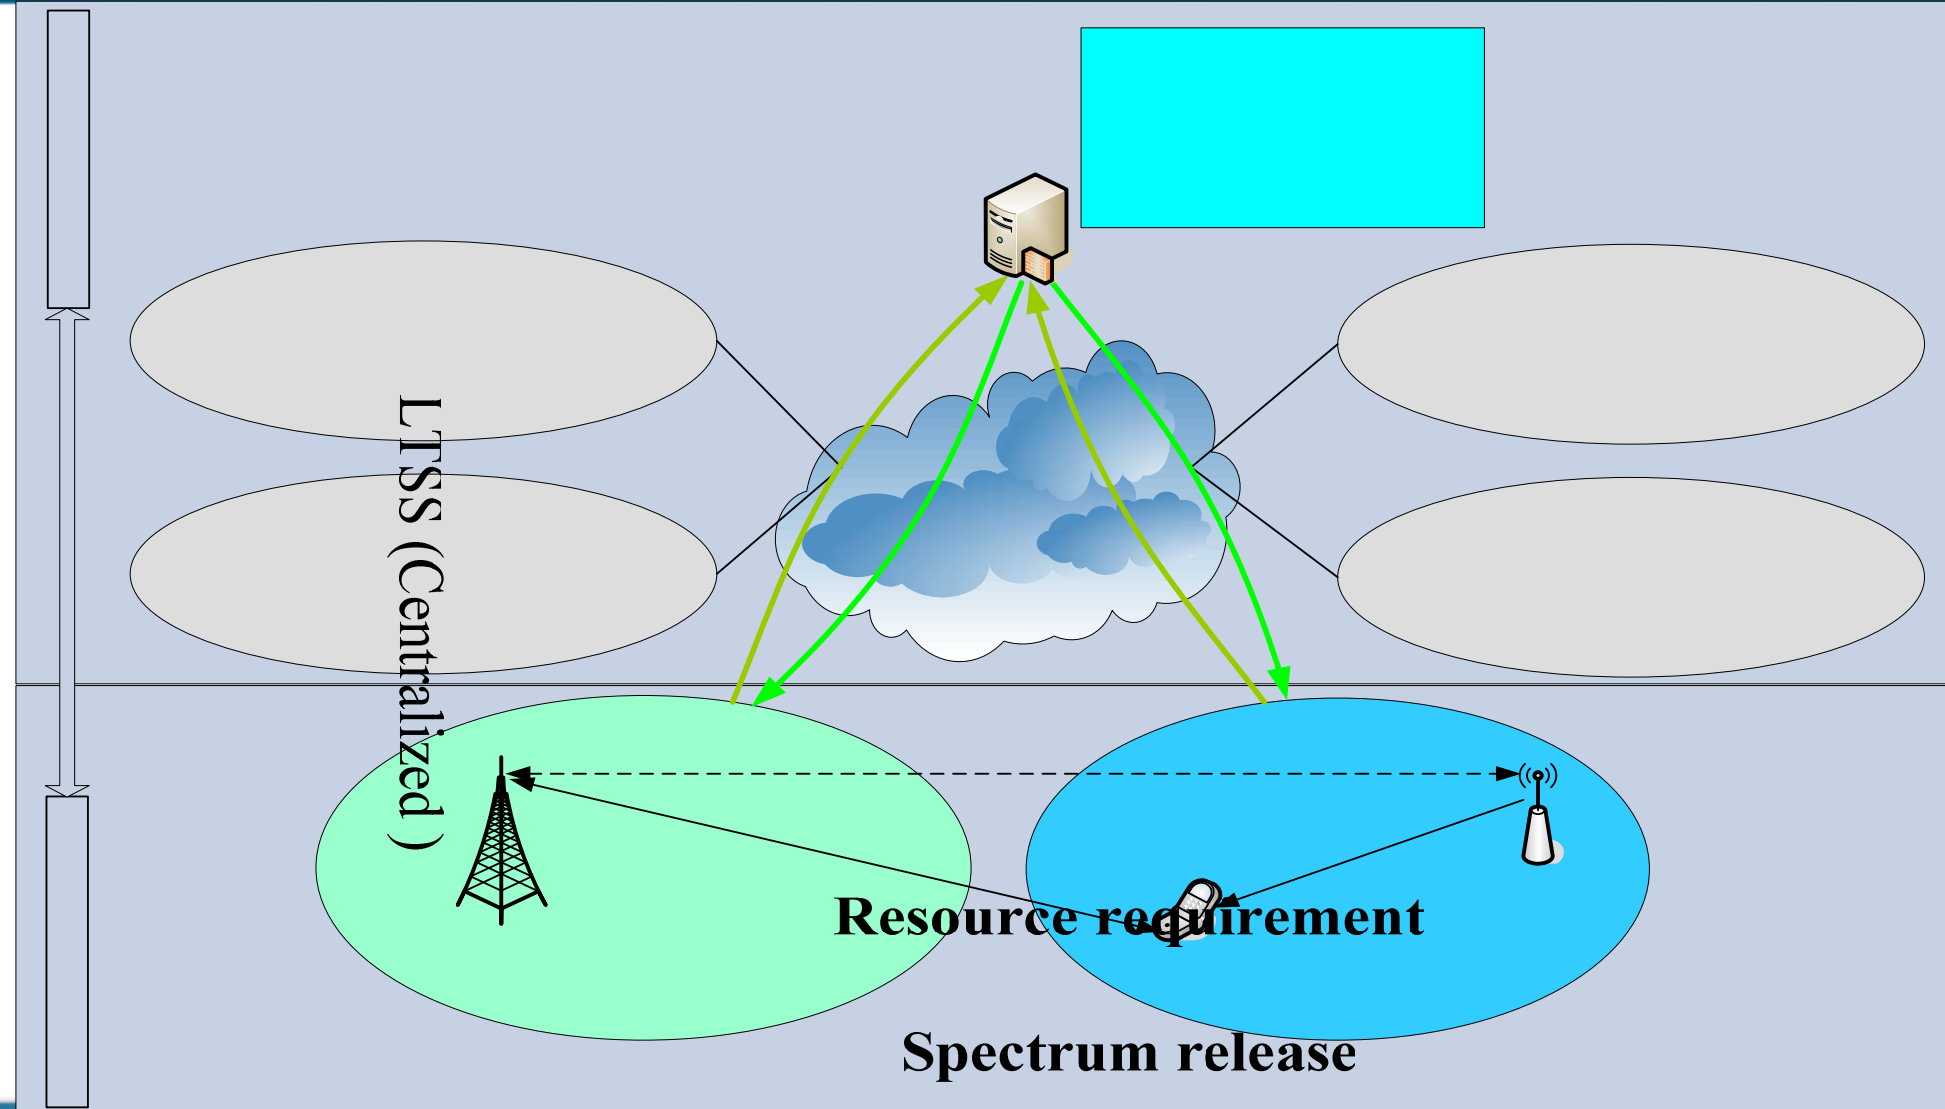 LTSS (Centralized )
Resource requirement
Spectrum release